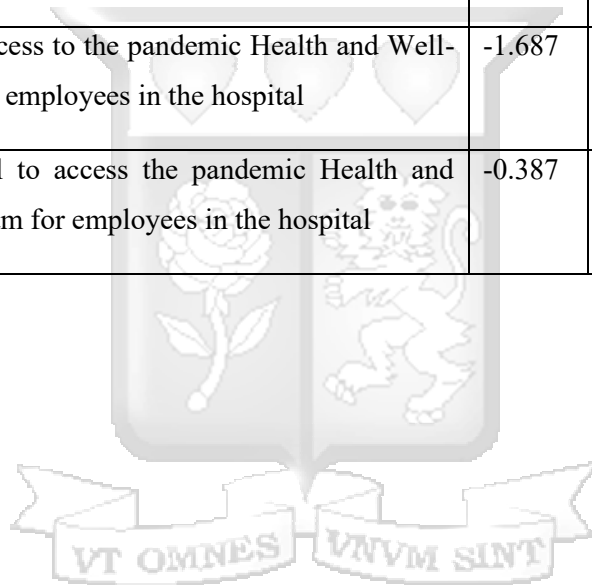 cess to the pandemic Health and Well- -1.687
employees in the hospital
to access the pandemic Health and -0.387
m for employees in the hospital
VT OMNES VNVM SINT